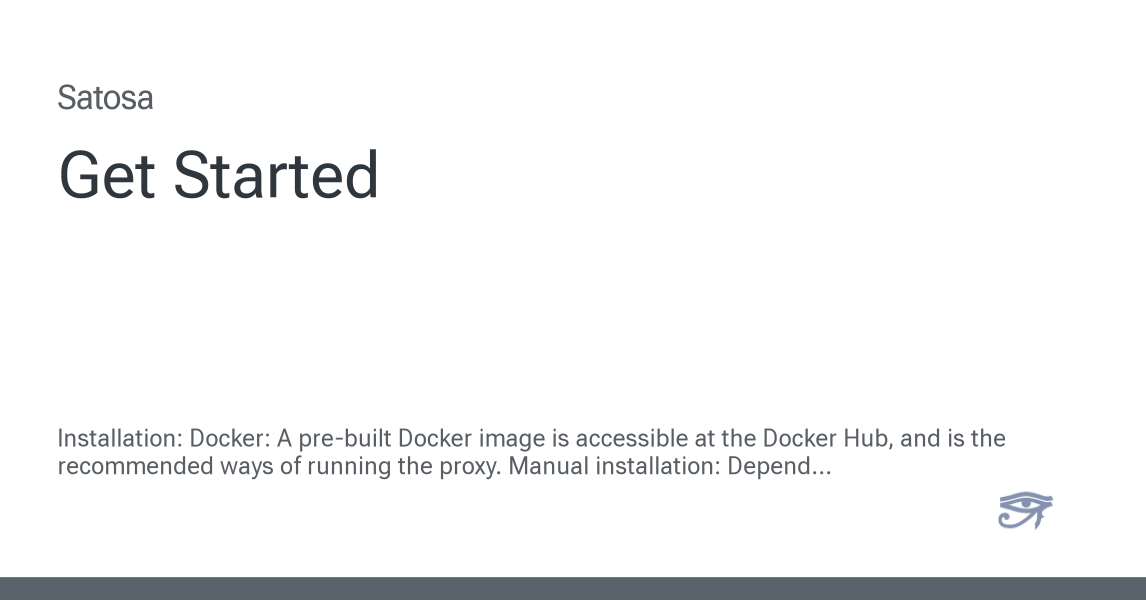 Satosa
Get Started
Installation: Docker: A pre-built Docker image is accessible at the Docker Hub, and is the
recommended ways of running the proxy. Manual installation: Depend...